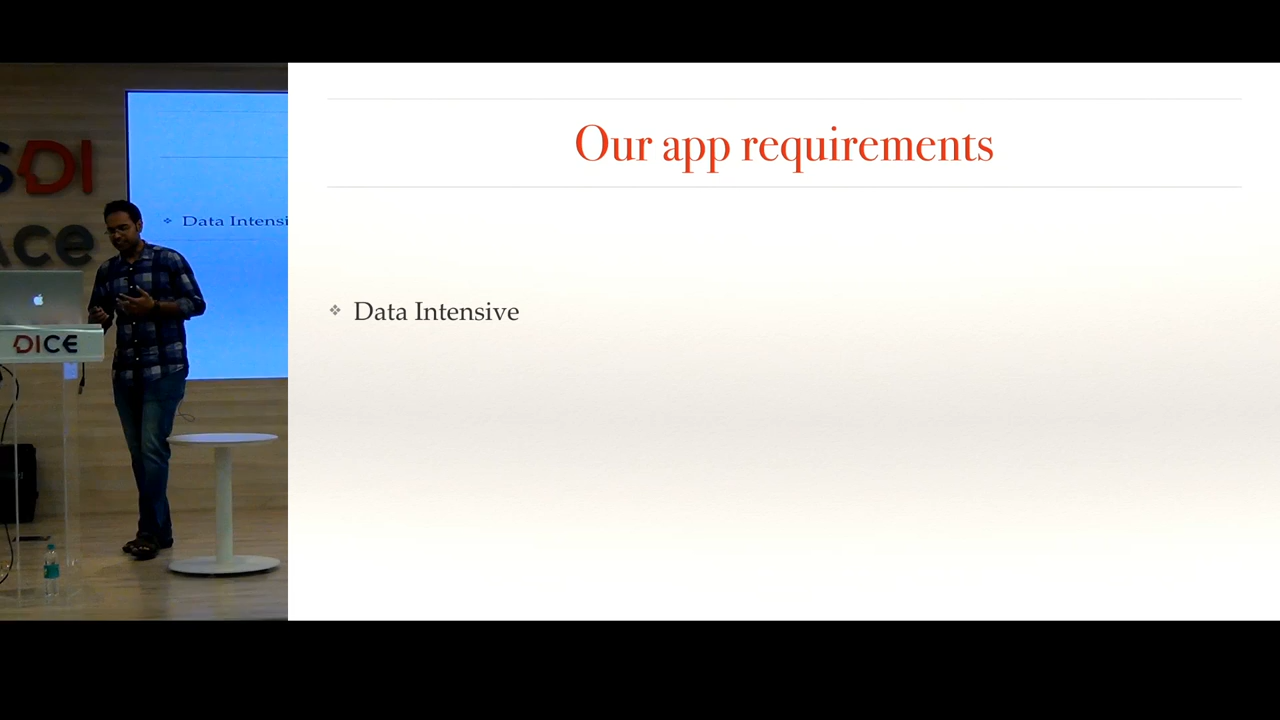 SDI
ace
Data Intensi
DICE
Our app requirements
Data Intensive